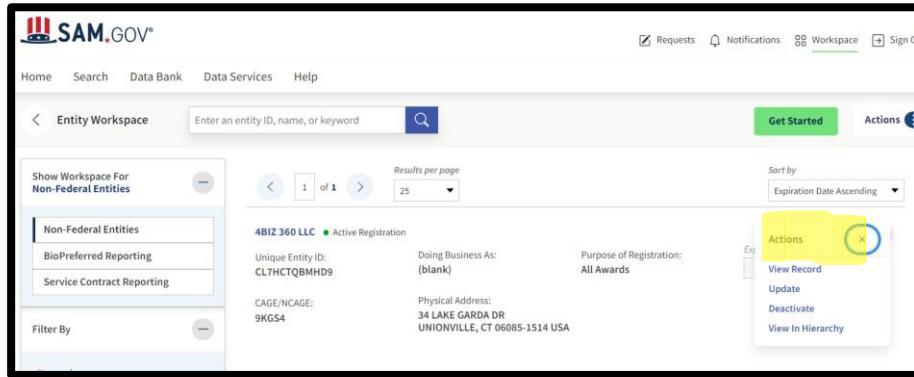 SAM.GOV®
Requests Notifications Workspace Sign
Home Search Data Bank Data Services Help
Entity Workspace
Enter an entity ID, name, or keyword
Get Started
Actions
Show Workspace For
Non-Federal Entities
Non-Federal Entities
BioPreferred Reporting
Service Contract Reporting
Filter By
1 of 1
Results per page
25
Sort by
Expiration Date Ascending
4BIZ 360 LLC Active Registration
Unique Entity ID:
CL7HCTQBMHD9
Doing Business As:
(blank)
Purpose of Registration:
All Awards
CAGE/NCAGE:
9KGS4
Physical Address:
34 LAKE GARDA DR
UNIONVILLE, CT 06085-1514 USA
Actions
View Record
Update
Deactivate
View In Hierarchy